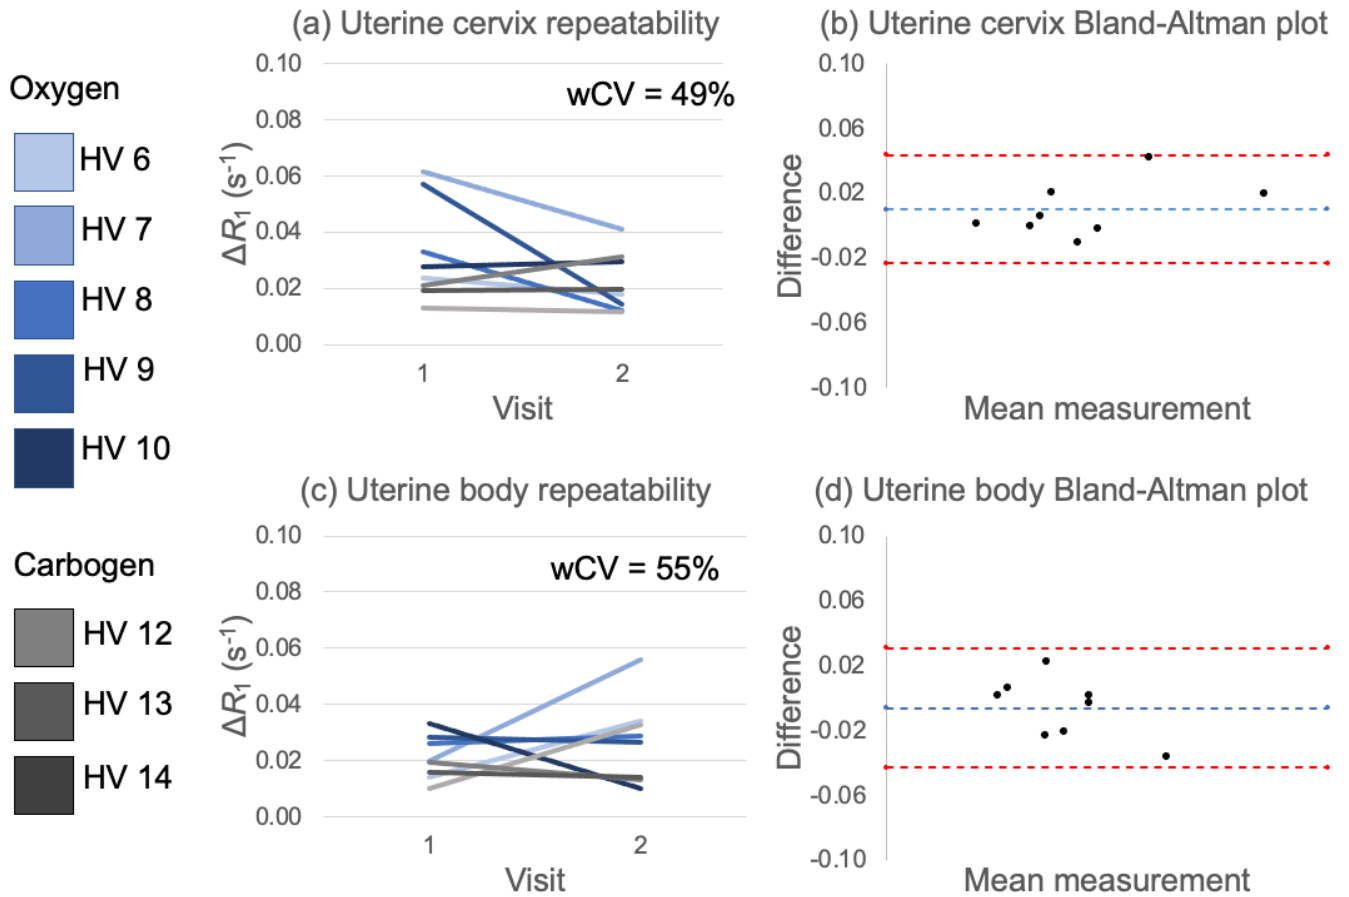 Oxygen
HV 6
HV 7
HV 8
HV 9
HV 10
Carbogen
HV 12
HV 13
HV 14
(a) Uterine cervix repeatability
wCV = 49%
ΔR₁ (s⁻¹)
0.10
0.08
0.06
0.04
0.02
0.00
1
2
Visit
(b) Uterine cervix Bland-Altman plot
Difference
0.10
0.06
0.02
-0.02
-0.06
-0.10
Mean measurement
(c) Uterine body repeatability
wCV = 55%
ΔR₁ (s⁻¹)
0.10
0.08
0.06
0.04
0.02
0.00
1
2
Visit
(d) Uterine body Bland-Altman plot
Difference
0.10
0.06
0.02
-0.02
-0.06
-0.10
Mean measurement